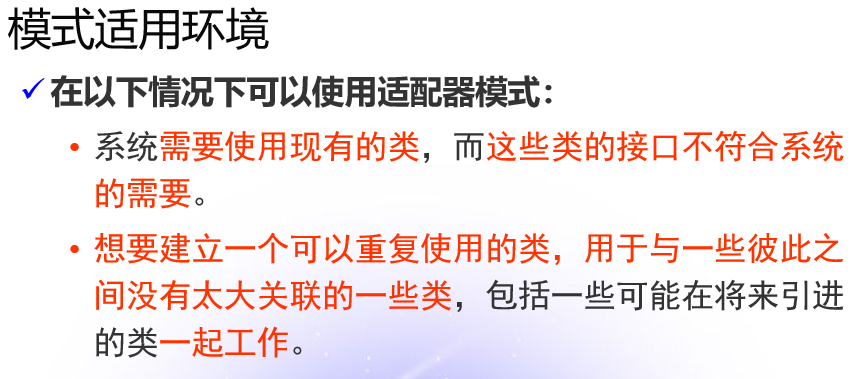 模式适用环境
✓在以下情况下可以使用适配器模式：
• 系统需要使用现有的类，而这些类的接口不符合系统
的需要。
• 想要建立一个可以重复使用的类，用于与一些彼此之
间没有太大关联的一些类，包括一些可能在将来引进
的类一起工作。